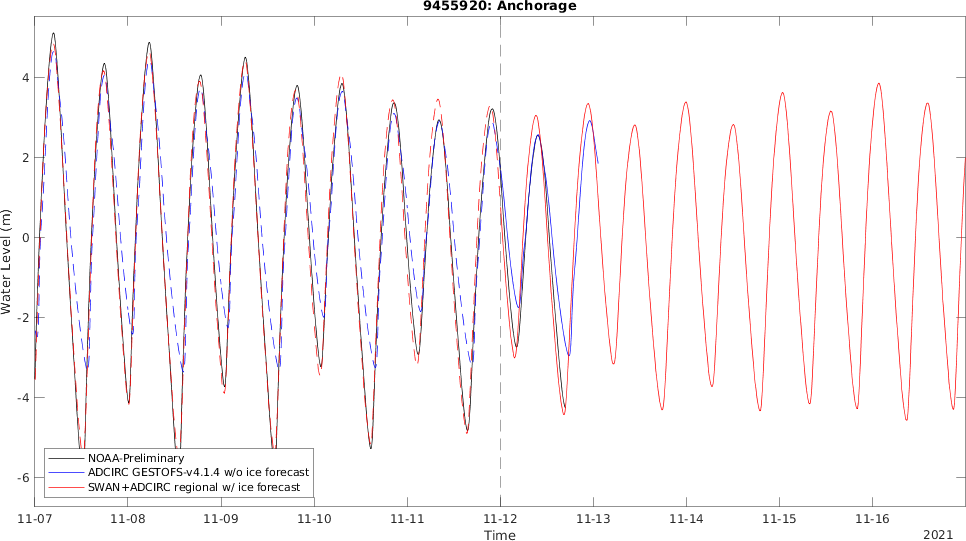 9455920: Anchorage
Water Level (m)
4
2
0
-2
-4
-6
NOAA-Preliminary
ADCIRC GESTOFS-v4.1.4 w/o ice forecast
SWAN+ADCIRC regional w/ ice forecast
11-07 11-08 11-09 11-10 11-11 11-12 11-13 11-14 11-15 11-16
Time
2021